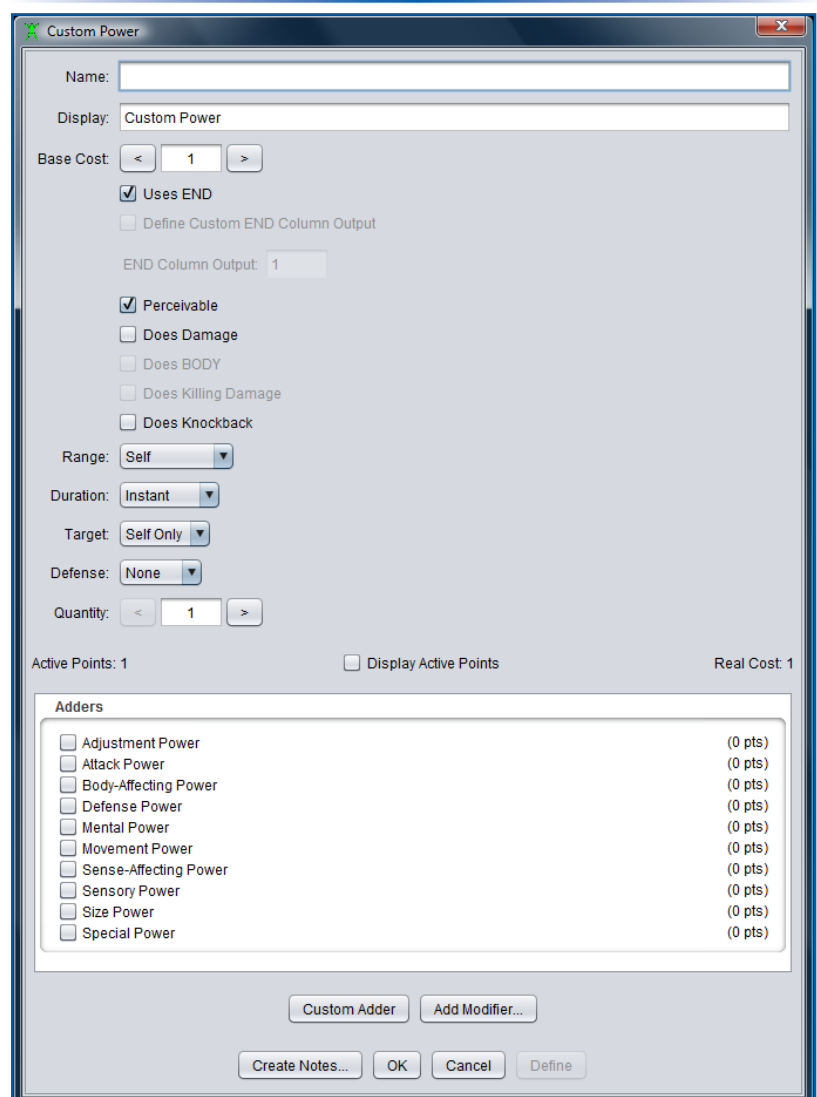 Custom Power
Name:
Display: Custom Power
Base Cost: < 1 >
Uses END
Define Custom END Column Output
END Column Output: 1
Perceivable
Does Damage
Does BODY
Does Killing Damage
Does Knockback
Range: Self
Duration: Instant
Target: Self Only
Defense: None
Quantity: < 1 >
Active Points: 1 Display Active Points Real Cost: 1
Adders
Adjustment Power (0 pts)
Attack Power (0 pts)
Body-Affecting Power (0 pts)
Defense Power (0 pts)
Mental Power (0 pts)
Movement Power (0 pts)
Sense-Affecting Power (0 pts)
Sensory Power (0 pts)
Size Power (0 pts)
Special Power (0 pts)
Custom Adder Add Modifier...
Create Notes... OK Cancel Define